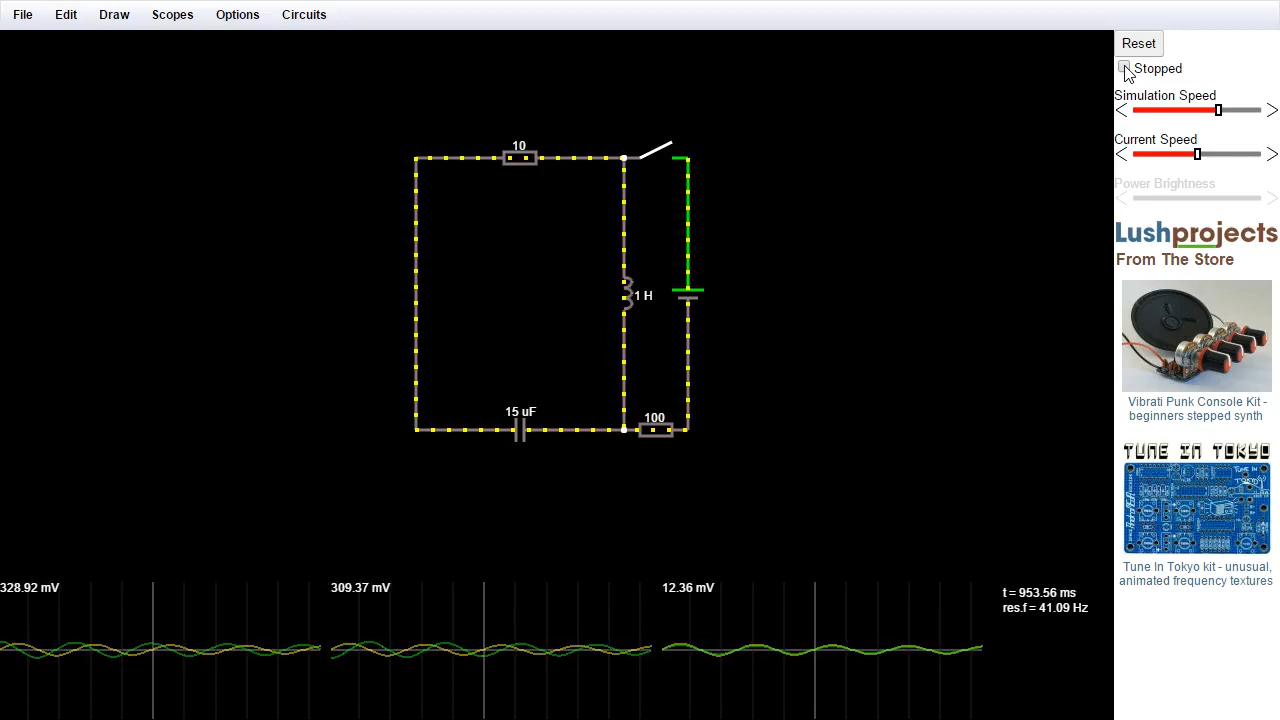 File Edit Draw Scopes Options Circuits
Reset
Stopped
Simulation Speed
Current Speed
Power Brightness
Lushprojects
From The Store
Vibrati Punk Console Kit -
beginners stepped synth
TUNE IN TOKYO
Tune In Tokyo kit - unusual,
animated frequency textures
10
1 H
15 uF
100
328.92 mV
309.37 mV
12.36 mV
t = 953.56 ms
res.f = 41.09 Hz